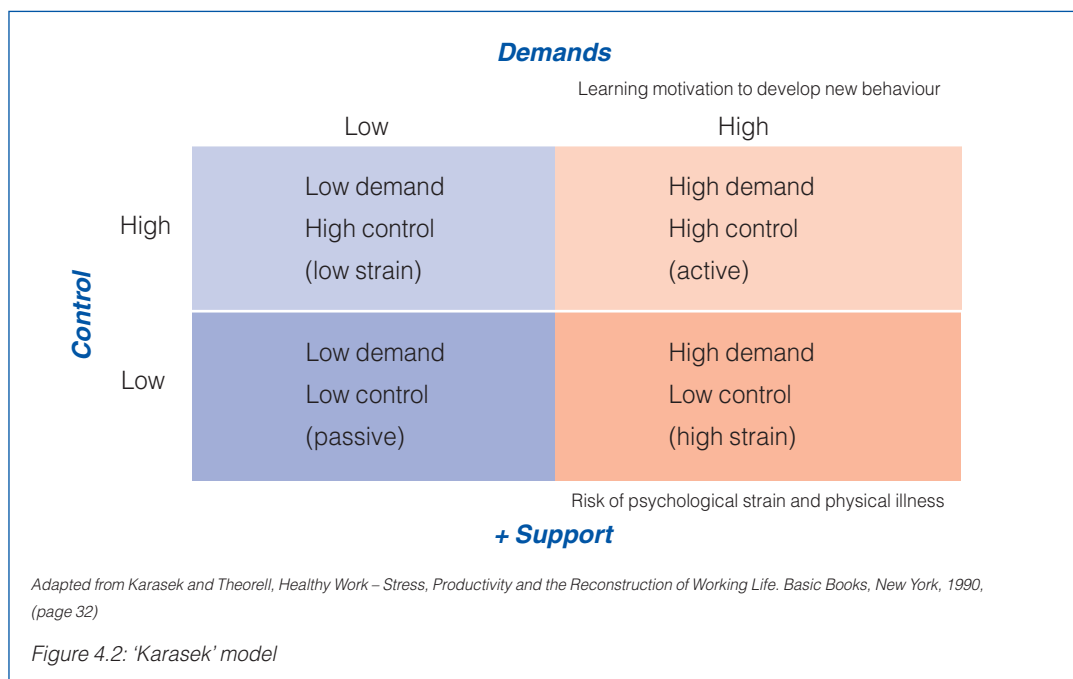 Demands
Learning motivation to develop new behaviour
Low
High
High
Low demand
High control
(low strain)
High demand
High control
(active)
Control
Low
Low demand
Low control
(passive)
High demand
Low control
(high strain)
Risk of psychological strain and physical illness
+ Support
Adapted from Karasek and Theorell, Healthy Work – Stress, Productivity and the Reconstruction of Working Life. Basic Books, New York, 1990,
(page 32)
Figure 4.2: ‘Karasek’ model